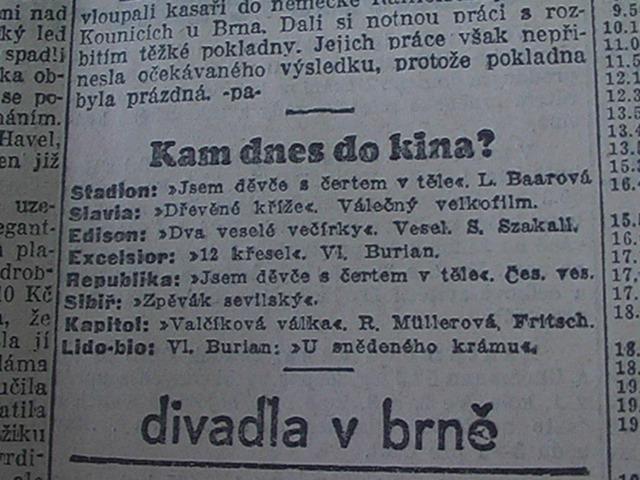 vloupali kasaři do německé
Kounicích u Brna. Dali si notnou práci s roz-
bitím těžké pokladny. Jejich práce však nepři-
nesla očekávaného výsledku, protože pokladna
byla prázdná. -pa-
Kam dnes do kina?
Stadion: »Jsem děvče s čertem v těle«. L. Baarová
Slavia: »Dřevěné kříže«. Válečný velkofilm.
Edison: »Dva veselé večírky«. Vesel. S. Szakall.
Excelsior: »12 křesel«. Vl. Burian.
Republika: »Jsem děvče s čertem v těle«. Čes. ves.
Sibiř: »Zpěvák sevilský«.
Kapitol: »Valčíková válka«. R. Müllerová, Fritsch.
Lido-bio: Vl. Burian: »U snědeného krámu«.
divadla v brně